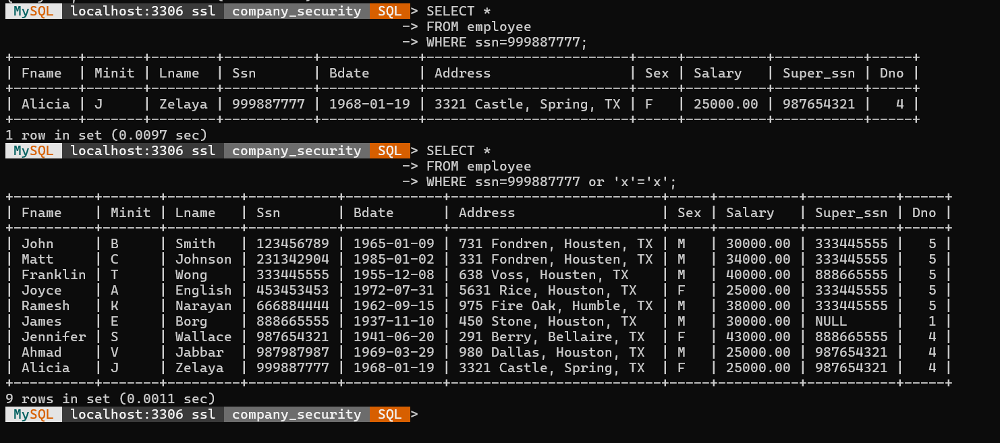 MySQL localhost:3306 ssl company_security SQL > SELECT *
-> FROM employee
-> WHERE ssn=999887777;
+--------+-------+--------+-----------+------------+-------------------------+-----+----------+-----------+-----+
| Fname | Minit | Lname | Ssn | Bdate | Address | Sex | Salary | Super_ssn | Dno |
+--------+-------+--------+-----------+------------+-------------------------+-----+----------+-----------+-----+
| Alicia | J | Zelaya | 999887777 | 1968-01-19 | 3321 Castle, Spring, TX | F | 25000.00 | 987654321 | 4 |
+--------+-------+--------+-----------+------------+-------------------------+-----+----------+-----------+-----+
1 row in set (0.0097 sec)
MySQL localhost:3306 ssl company_security SQL > SELECT *
-> FROM employee
-> WHERE ssn=999887777 or 'x'='x';
+----------+-------+---------+-----------+------------+--------------------------+-----+----------+-----------+-----+
| Fname | Minit | Lname | Ssn | Bdate | Address | Sex | Salary | Super_ssn | Dno |
+----------+-------+---------+-----------+------------+--------------------------+-----+----------+-----------+-----+
| John | B | Smith | 123456789 | 1965-01-09 | 731 Fondren, Housten, TX | M | 30000.00 | 333445555 | 5 |
| Matt | C | Johnson | 231342904 | 1985-01-02 | 331 Fondren, Housten, TX | M | 34000.00 | 333445555 | 5 |
| Franklin | T | Wong | 333445555 | 1955-12-08 | 638 Voss, Housten, TX | M | 40000.00 | 888665555 | 5 |
| Joyce | A | English | 453453453 | 1972-07-31 | 5631 Rice, Houston, TX | F | 25000.00 | 333445555 | 5 |
| Ramesh | K | Narayan | 666884444 | 1962-09-15 | 975 Fire Oak, Humble, TX | M | 38000.00 | 333445555 | 5 |
| James | E | Borg | 888665555 | 1937-11-10 | 450 Stone, Houston, TX | M | 30000.00 | NULL | 1 |
| Jennifer | S | Wallace | 987654321 | 1941-06-20 | 291 Berry, Bellaire, TX | F | 43000.00 | 888665555 | 4 |
| Ahmad | V | Jabbar | 987987987 | 1969-03-29 | 980 Dallas, Houston, TX | M | 25000.00 | 987654321 | 4 |
| Alicia | J | Zelaya | 999887777 | 1968-01-19 | 3321 Castle, Spring, TX | F | 25000.00 | 987654321 | 4 |
+----------+-------+---------+-----------+------------+--------------------------+-----+----------+-----------+-----+
9 rows in set (0.0011 sec)
MySQL localhost:3306 ssl company_security SQL >